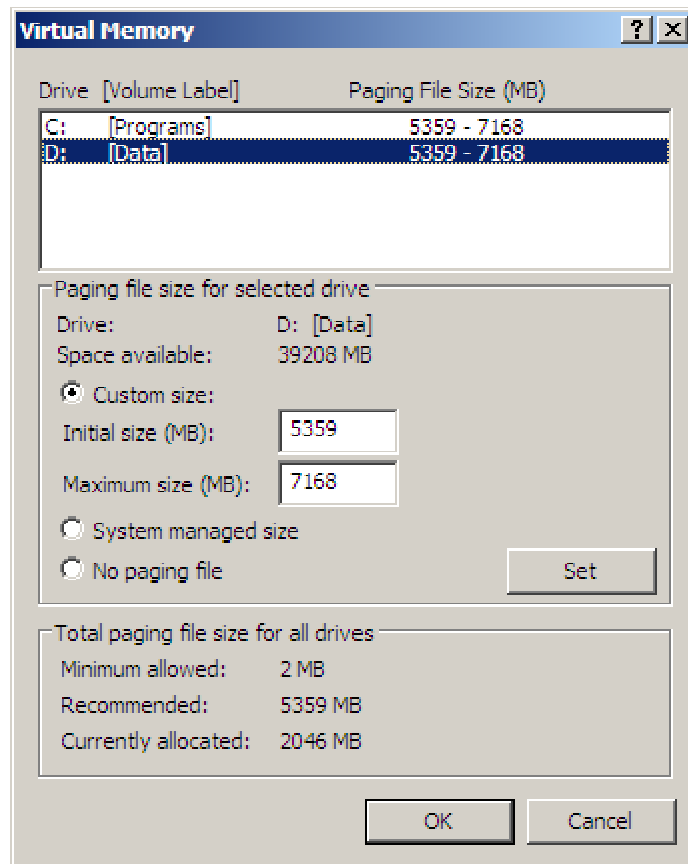 Virtual Memory
Drive [Volume Label] Paging File Size (MB)
C: [Programs] 5359 - 7168
D: [Data] 5359 - 7168
Paging file size for selected drive
Drive: D: [Data]
Space available: 39208 MB
Custom size:
Initial size (MB): 5359
Maximum size (MB): 7168
System managed size
No paging file Set
Total paging file size for all drives
Minimum allowed: 2 MB
Recommended: 5359 MB
Currently allocated: 2046 MB
OK Cancel